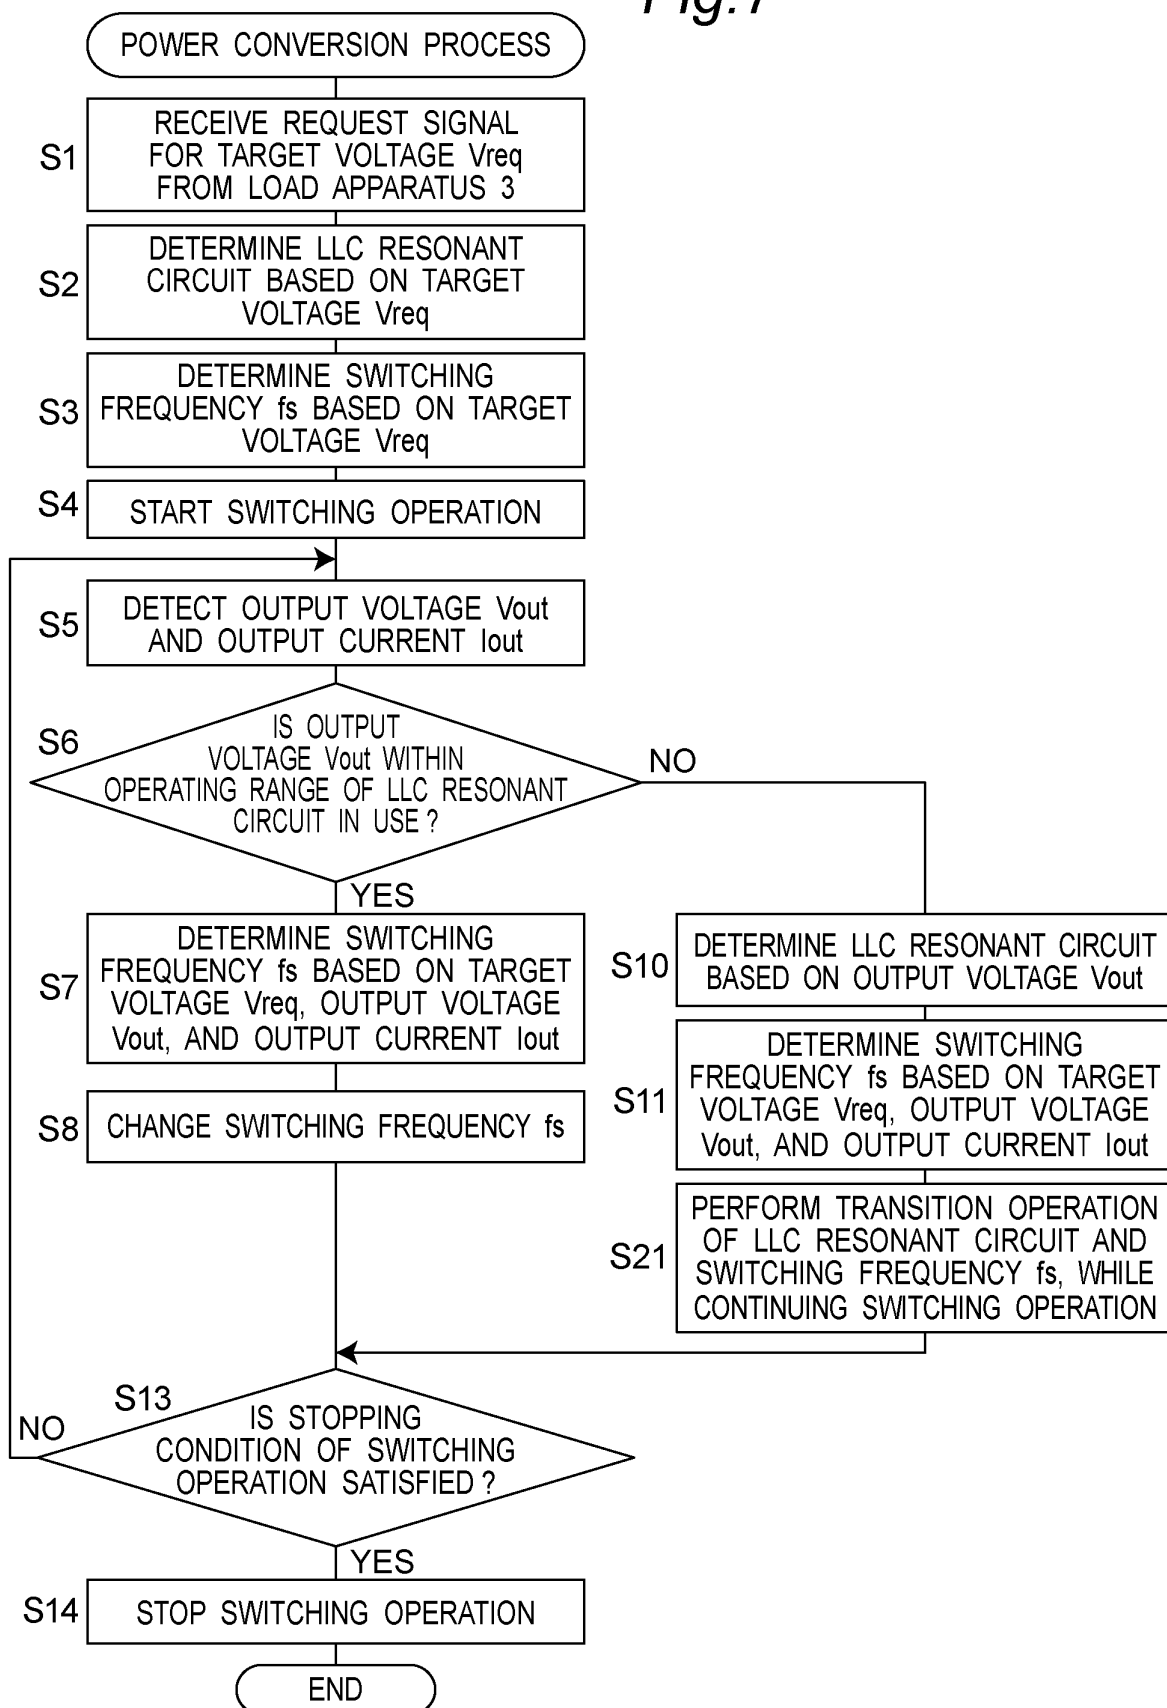 Fig.7
POWER CONVERSION PROCESS
S1
RECEIVE REQUEST SIGNAL
FOR TARGET VOLTAGE Vreq
FROM LOAD APPARATUS 3
S2
DETERMINE LLC RESONANT
CIRCUIT BASED ON TARGET
VOLTAGE Vreq
S3
DETERMINE SWITCHING
FREQUENCY fs BASED ON TARGET
VOLTAGE Vreq
S4
START SWITCHING OPERATION
S5
DETECT OUTPUT VOLTAGE Vout
AND OUTPUT CURRENT Iout
S6
IS OUTPUT
VOLTAGE Vout WITHIN
OPERATING RANGE OF LLC RESONANT
CIRCUIT IN USE ?
NO
YES
S7
DETERMINE SWITCHING
FREQUENCY fs BASED ON TARGET
VOLTAGE Vreq, OUTPUT VOLTAGE
Vout, AND OUTPUT CURRENT Iout
S8
CHANGE SWITCHING FREQUENCY fs
S10
DETERMINE LLC RESONANT CIRCUIT
BASED ON OUTPUT VOLTAGE Vout
S11
DETERMINE SWITCHING
FREQUENCY fs BASED ON TARGET
VOLTAGE Vreq, OUTPUT VOLTAGE
Vout, AND OUTPUT CURRENT Iout
S21
PERFORM TRANSITION OPERATION
OF LLC RESONANT CIRCUIT AND
SWITCHING FREQUENCY fs, WHILE
CONTINUING SWITCHING OPERATION
S13
NO
IS STOPPING
CONDITION OF SWITCHING
OPERATION SATISFIED ?
YES
S14
STOP SWITCHING OPERATION
END